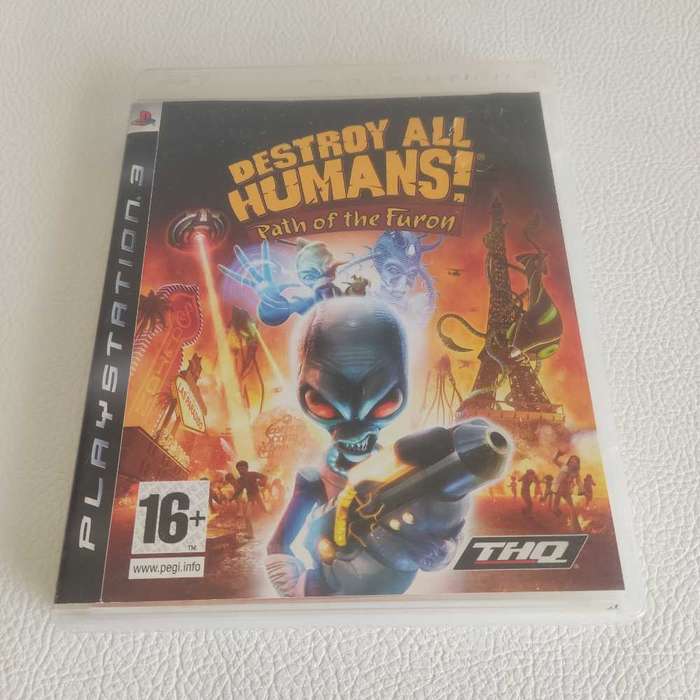 DESTROY ALL
HUMANS!
Path of the Furon
PLAYSTATION 3
16+
www.pegi.info
THQ